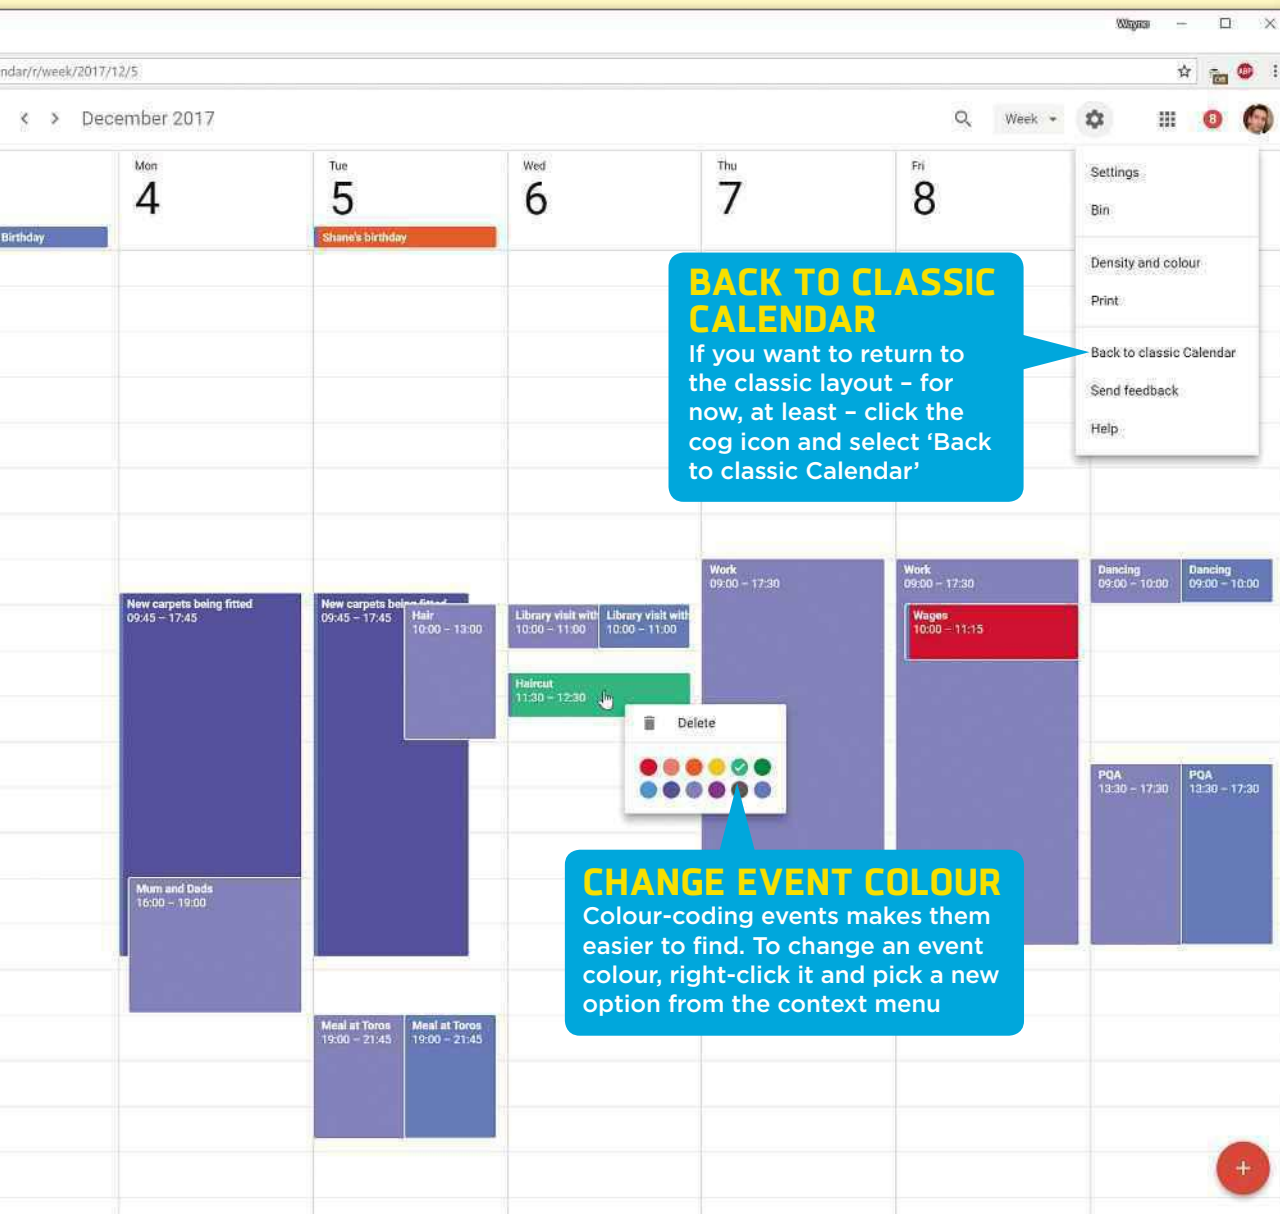 Wayne
ndar/r/week/2017/12/5
ABP
December 2017
Week
8
Mon
4
Tue
5
Wed
6
Thu
7
Fri
8
Birthday
Shane's birthday
Settings
Bin
Density and colour
Print
Back to classic Calendar
Send feedback
Help
BACK TO CLASSIC
CALENDAR
If you want to return to
the classic layout – for
now, at least – click the
cog icon and select ‘Back
to classic Calendar’
New carpets being fitted
09:45 – 17:45
Mum and Dads
16:00 – 19:00
New carpets being fitted
09:45 – 17:45
Hair
10:00 – 13:00
Meal at Toros
19:00 – 21:45
Meal at Toros
19:00 – 21:45
Library visit with
10:00 – 11:00
Library visit with
10:00 – 11:00
Haircut
11:30 – 12:30
Delete
Work
09:00 – 17:30
Work
09:00 – 17:30
Wages
10:00 – 11:15
Dancing
09:00 – 10:00
Dancing
09:00 – 10:00
PQA
13:30 – 17:30
PQA
13:30 – 17:30
CHANGE EVENT COLOUR
Colour-coding events makes them
easier to find. To change an event
colour, right-click it and pick a new
option from the context menu